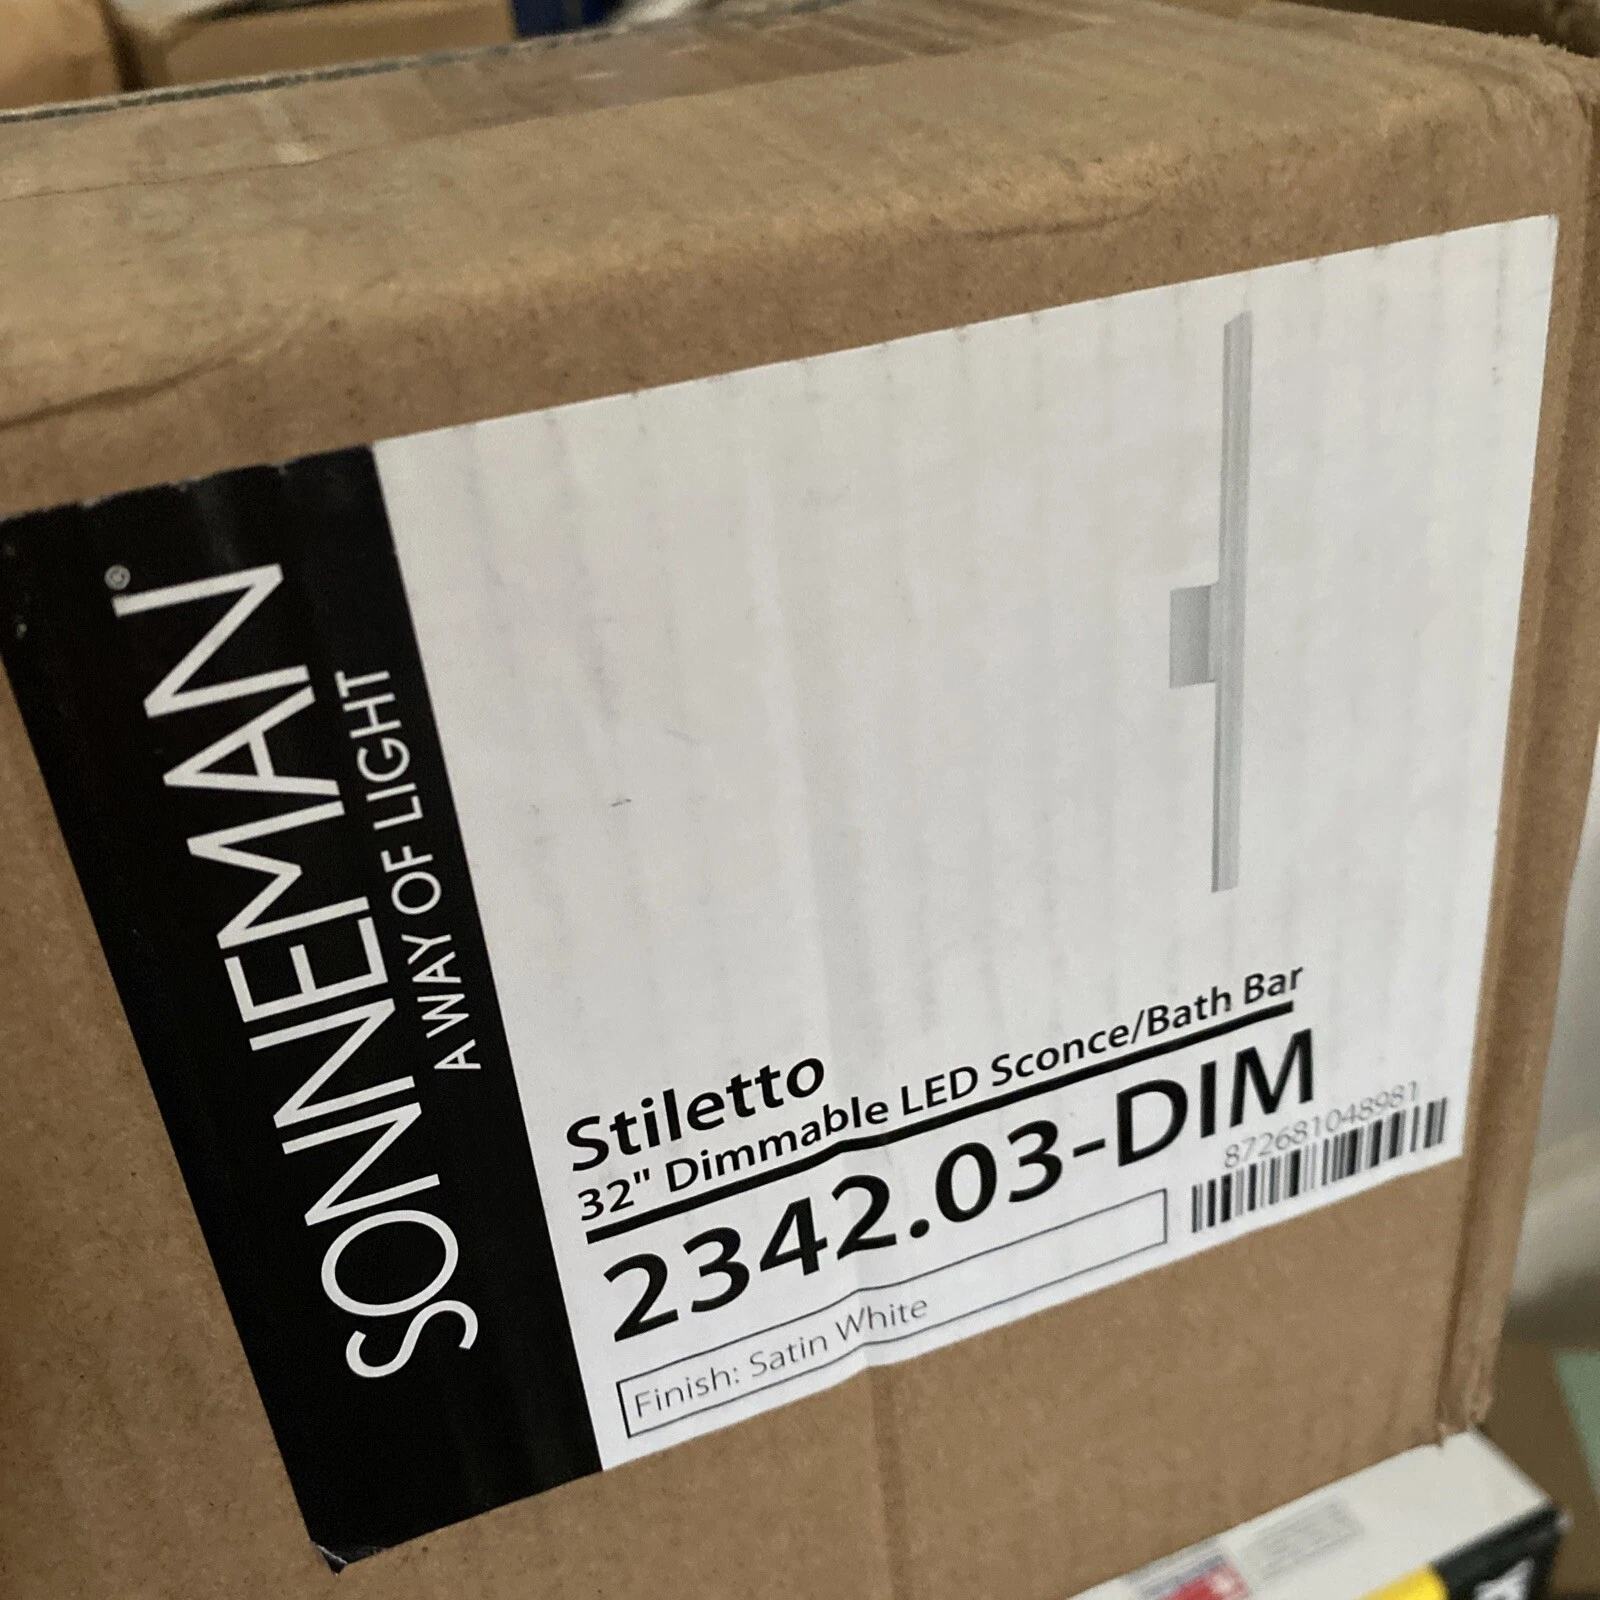 SONNEMAN®
A WAY OF LIGHT
Stiletto
32" Dimmable LED Sconce/Bath Bar
2342.03-DIM
872681048981
Finish: Satin White